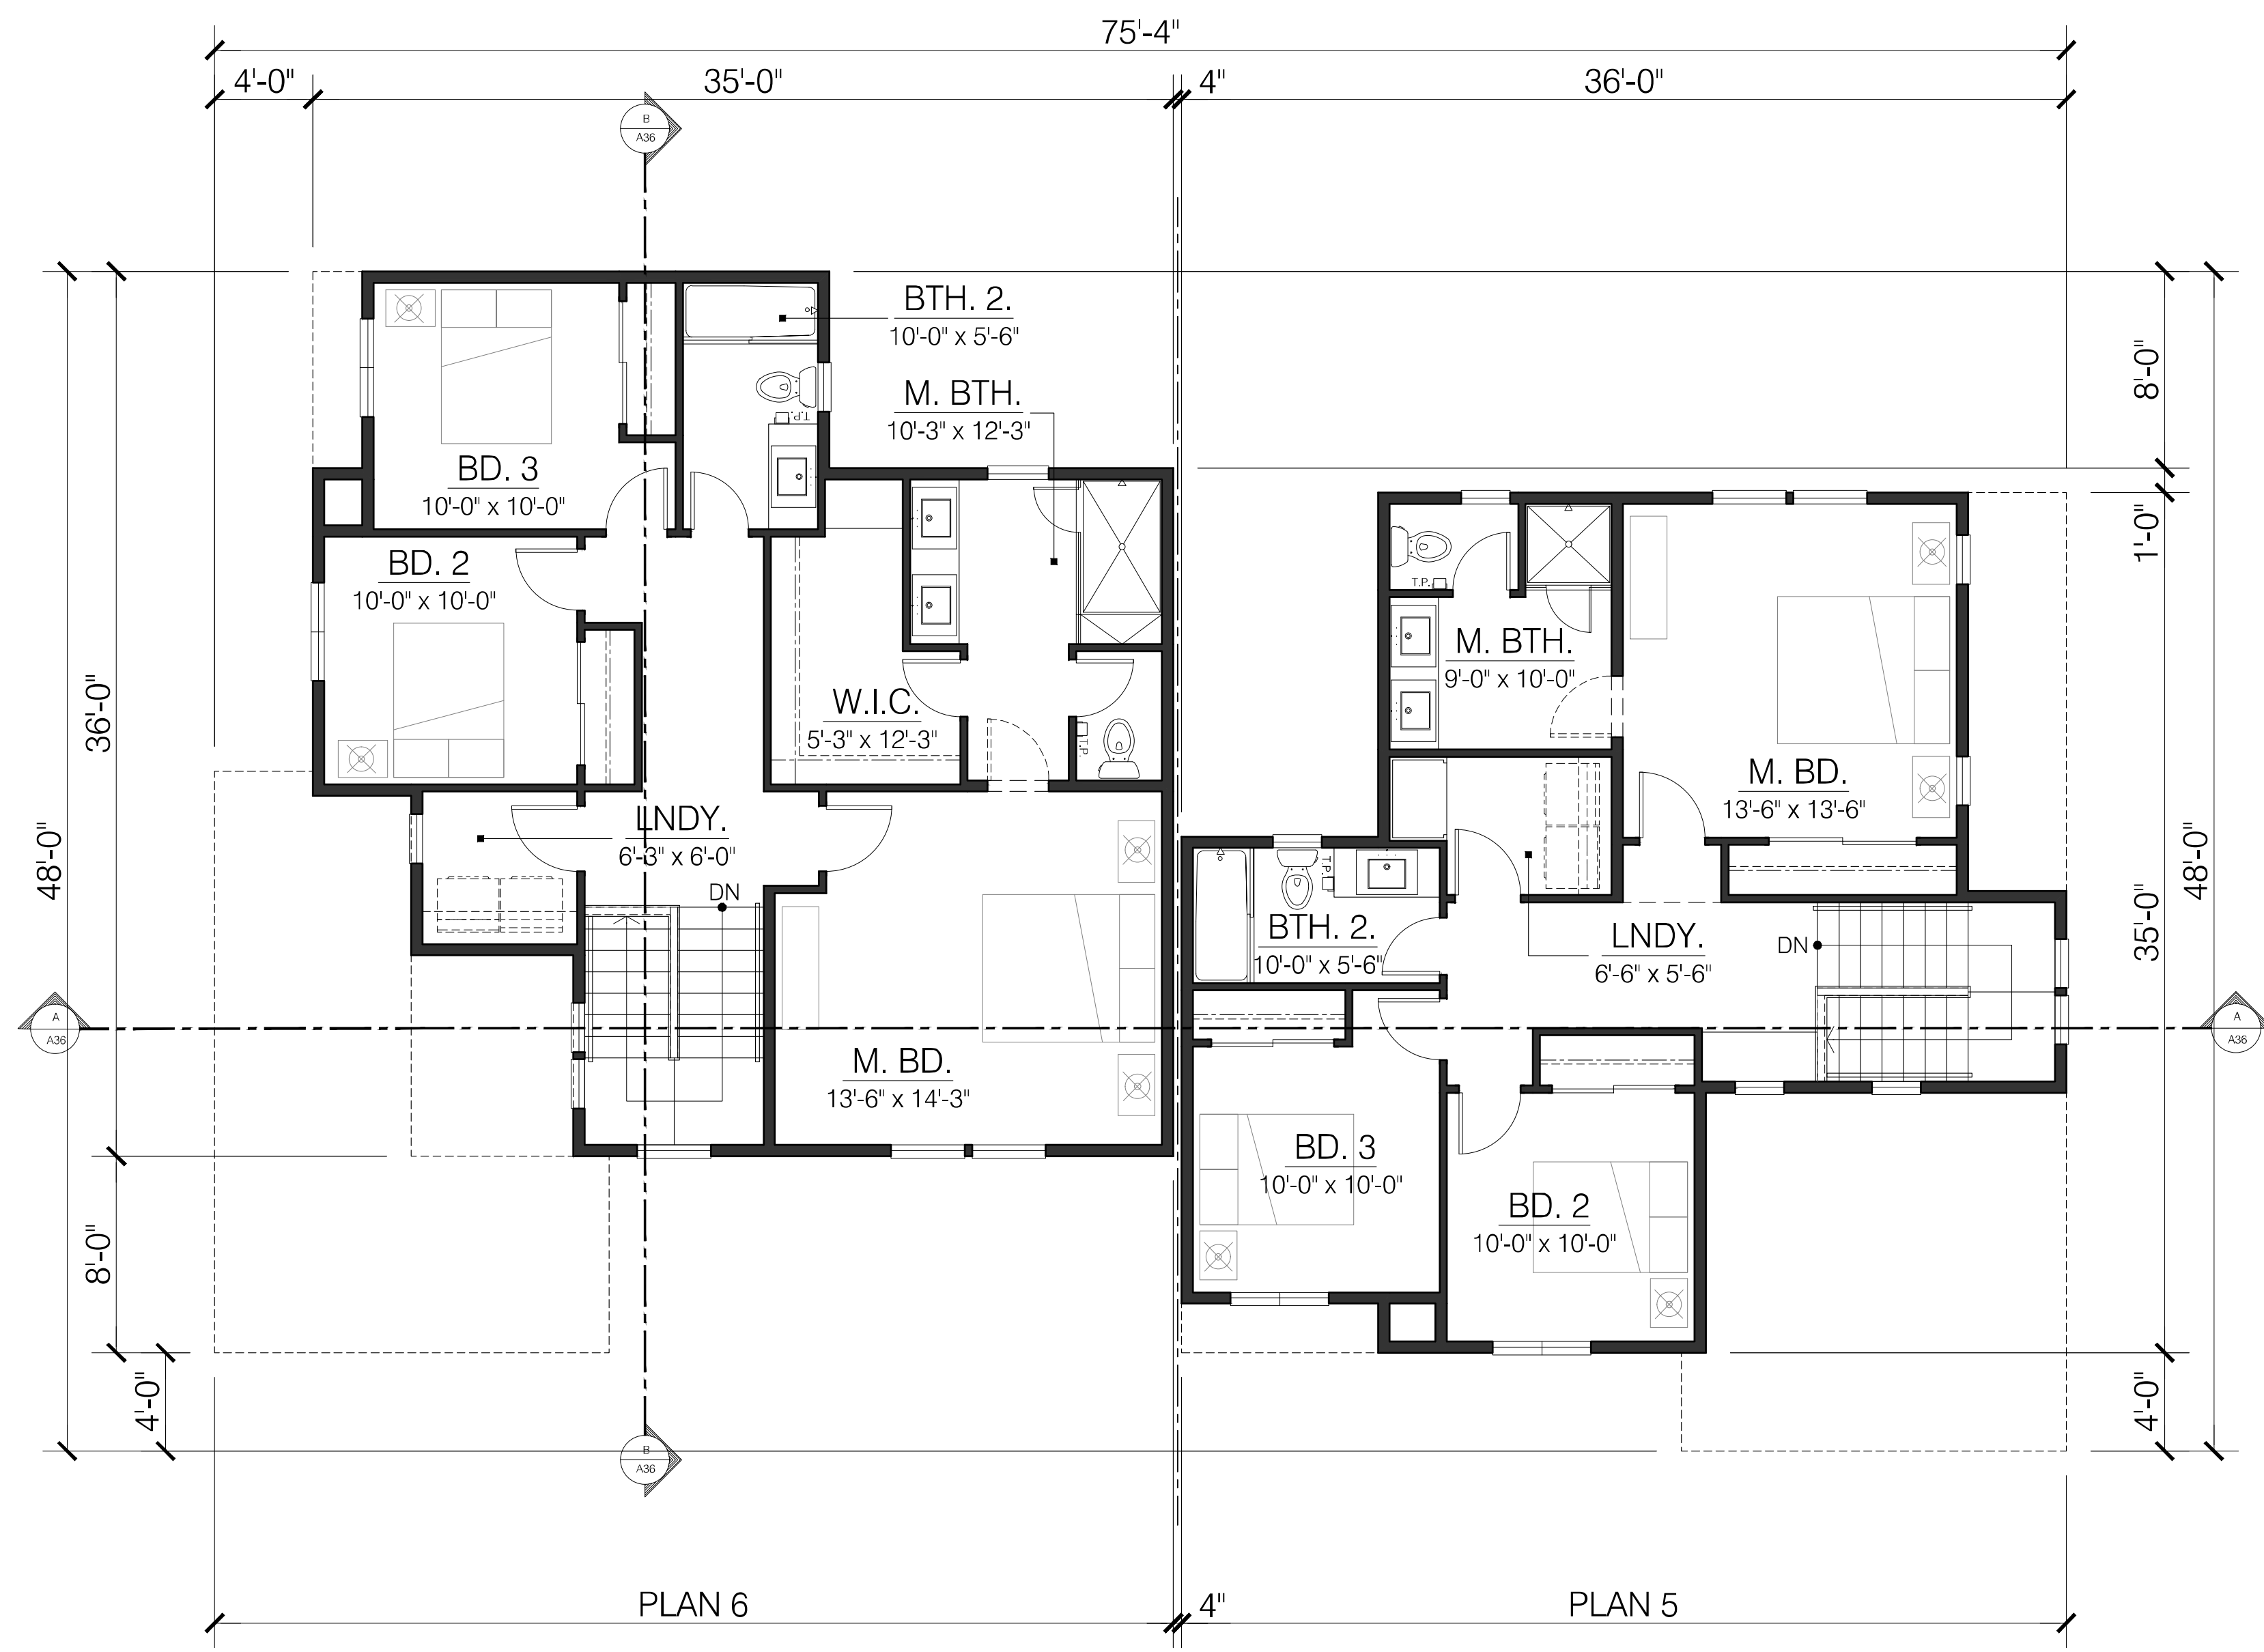 75'-4"
4'-0"
35'-0"
4"
36'-0"
B
A36
BTH. 2.
10'-0" x 5'-6"
M. BTH.
10'-3" x 12'-3"
8'-0"
T.P.
BD. 3
10'-0" x 10'-0"
1'-0"
BD. 2
10'-0" x 10'-0"
T.P.
M. BTH.
9'-0" x 10'-0"
36'-0"
W.I.C.
5'-3" x 12'-3"
T.P.
M. BD.
13'-6" x 13'-6"
LNDY.
6'-3" x 6'-0"
48'-0"
48'-0"
DN
T.P.
BTH. 2.
10'-0" x 5'-6"
LNDY.
6'-6" x 5'-6"
DN
35'-0"
A
A36
A
A36
M. BD.
13'-6" x 14'-3"
BD. 3
10'-0" x 10'-0"
BD. 2
10'-0" x 10'-0"
8'-0"
4'-0"
4'-0"
B
A36
PLAN 6
4"
PLAN 5